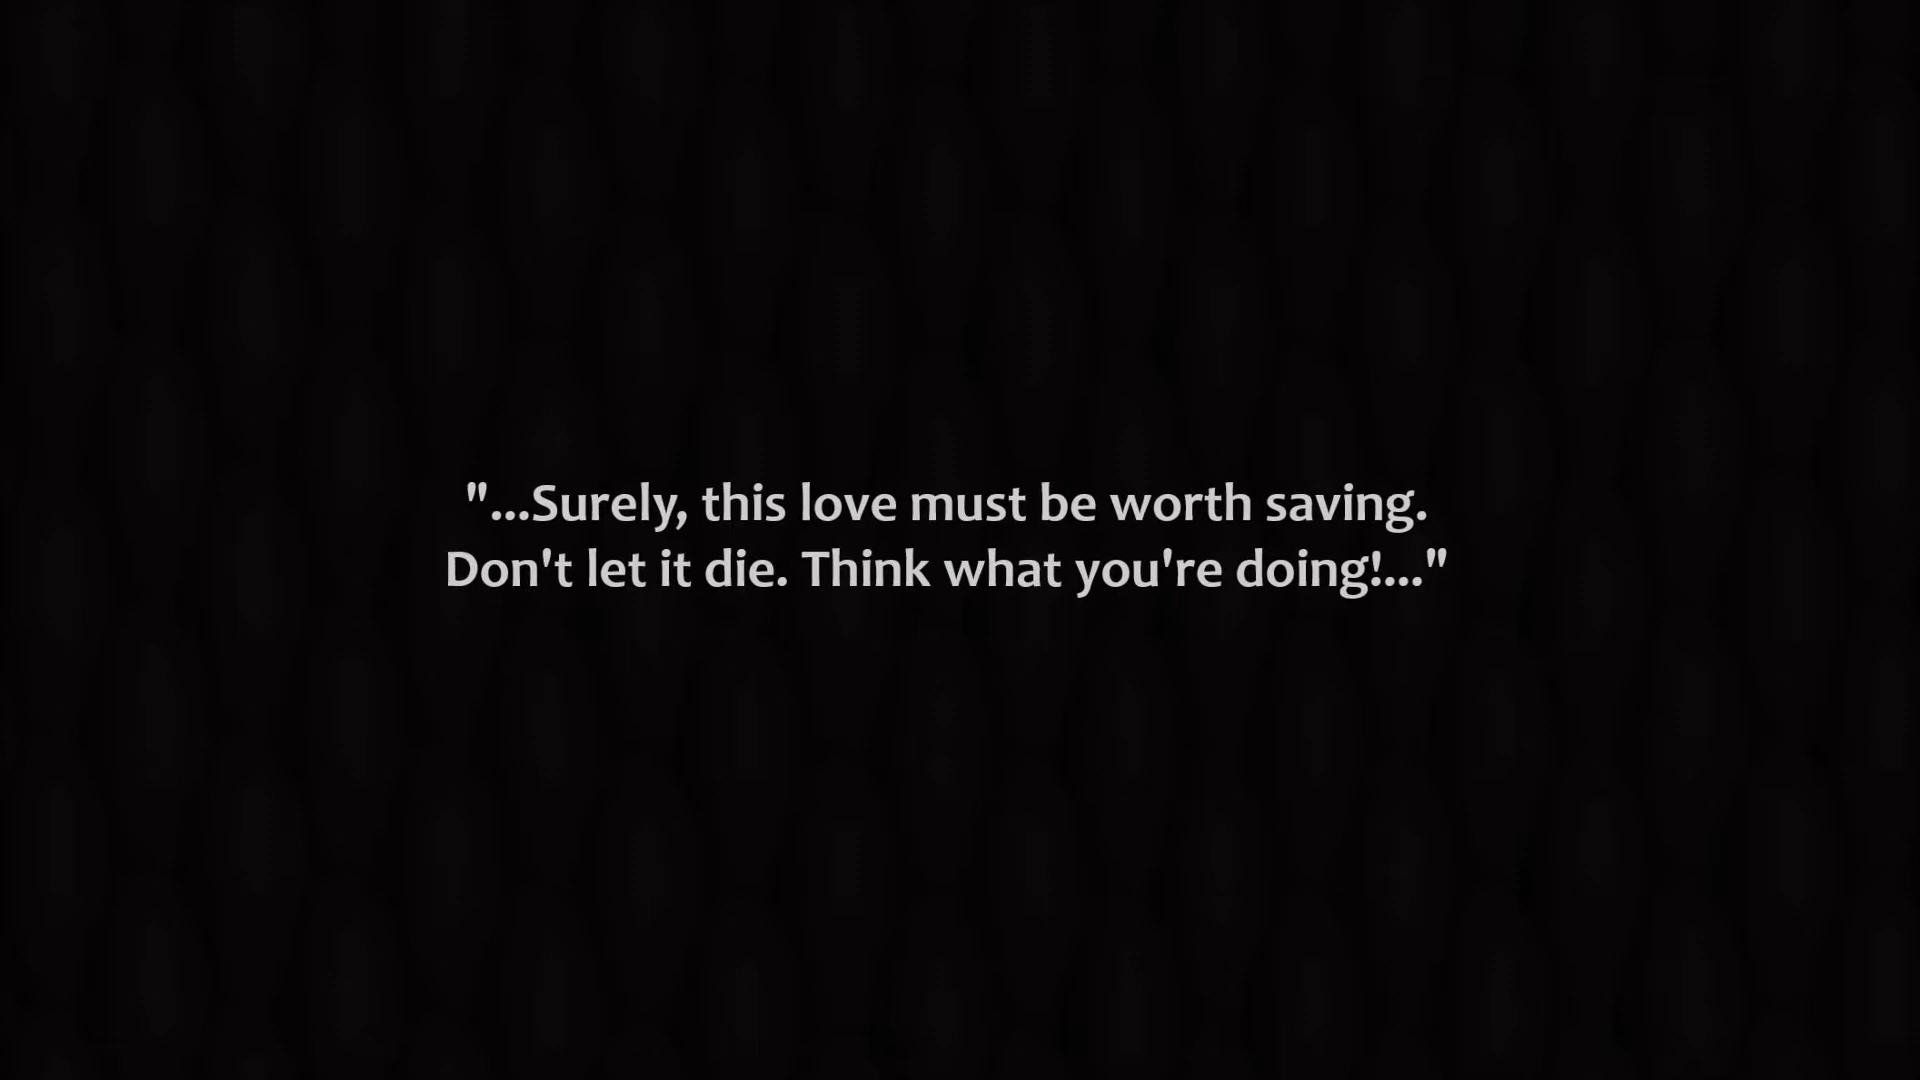 "...Surely, this love must be worth saving.
Don't let it die. Think what you're doing!..."